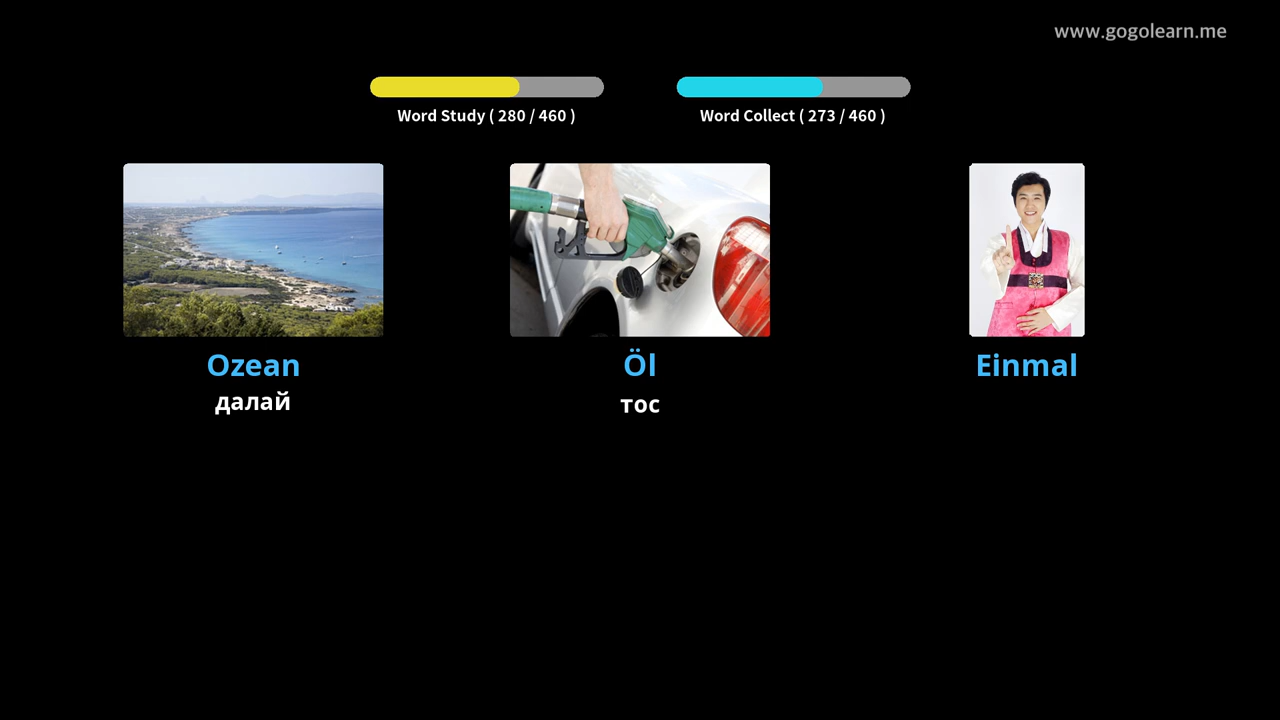 www.gogolearn.me
Word Study ( 280 / 460 )
Word Collect ( 273 / 460 )
Ozean
далай
Öl
тос
Einmal